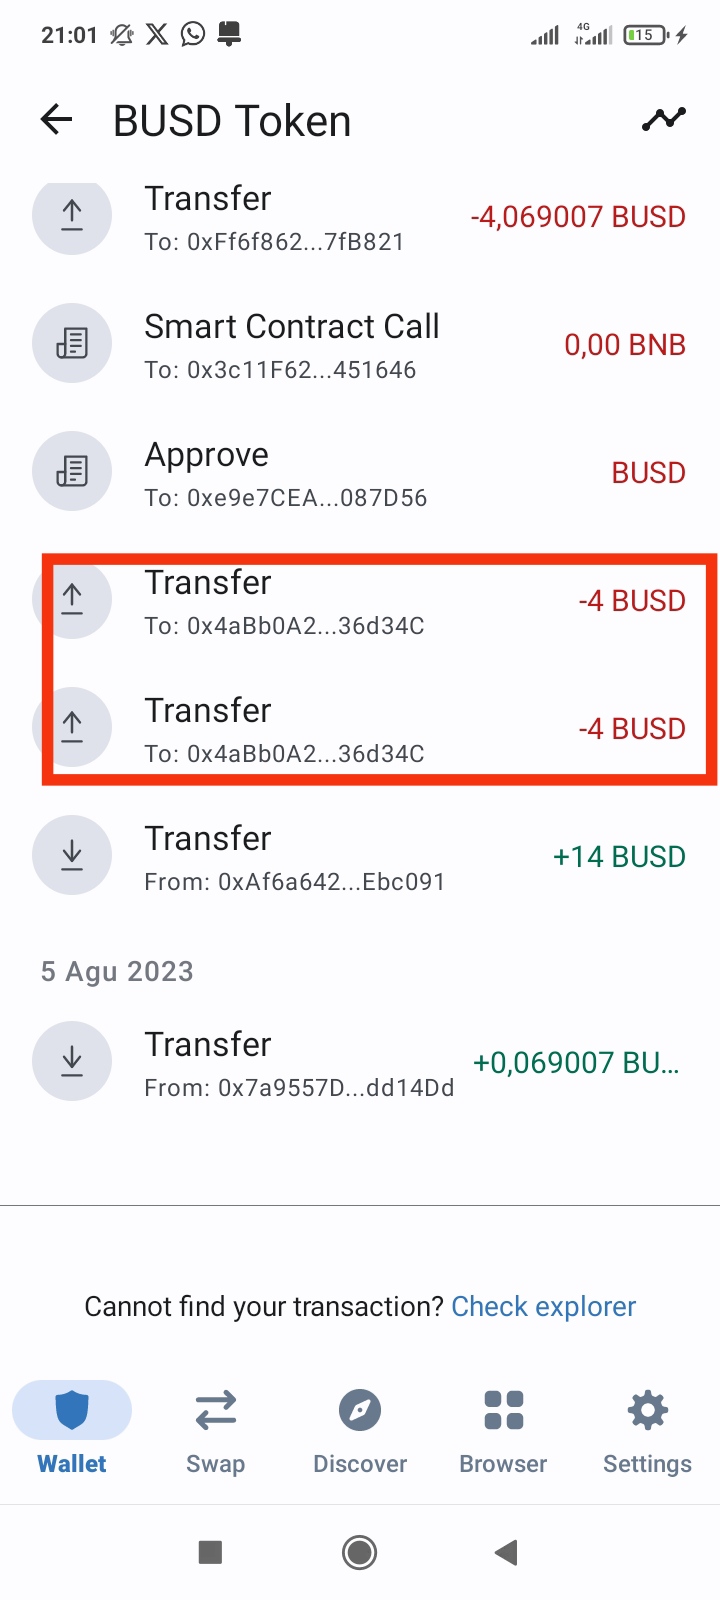 21:01
4G
15
BUSD Token
Transfer
-4,069007 BUSD
To: 0xFf6f862...7fB821
Smart Contract Call
0,00 BNB
To: 0x3c11F62...451646
Approve
BUSD
To: 0xe9e7CEA...087D56
Transfer
-4 BUSD
To: 0x4aBb0A2...36d34C
Transfer
-4 BUSD
To: 0x4aBb0A2...36d34C
Transfer
+14 BUSD
From: 0xAf6a642...Ebc091
5 Agu 2023
Transfer
+0,069007 BU...
From: 0x7a9557D...dd14Dd
Cannot find your transaction? Check explorer
Wallet
Swap
Discover
Browser
Settings